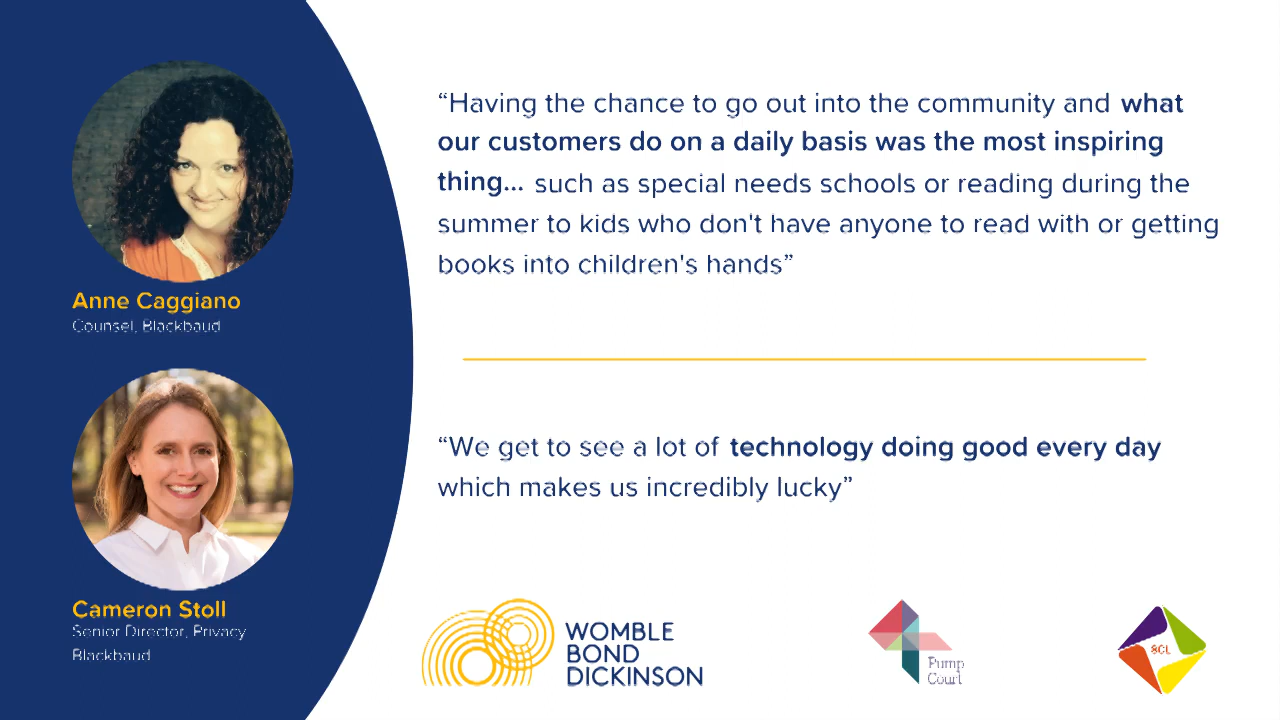 Anne Caggiano
Counsel, Blackbaud
Cameron Stoll
Senior Director, Privacy
Blackbaud
“Having the chance to go out into the community and what
our customers do on a daily basis was the most inspiring
thing... such as special needs schools or reading during the
summer to kids who don't have anyone to read with or getting
books into children's hands”
“We get to see a lot of technology doing good every day
which makes us incredibly lucky”
WOMBLE
BOND
DICKINSON
Pump
Court
SCL